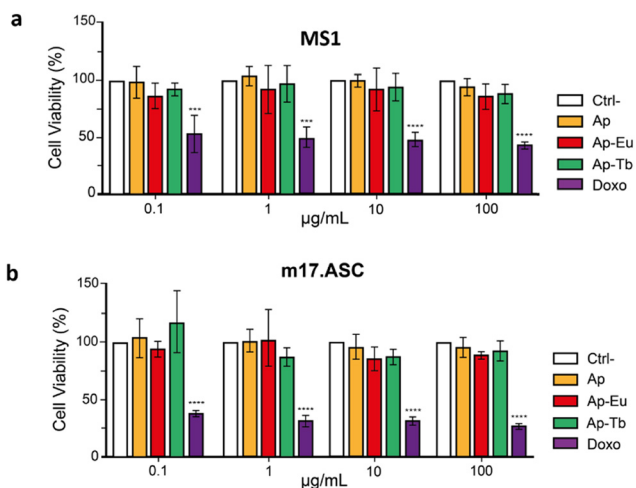 a
MS1
Cell Viability (%)
150
100
50
0
*** *** **** ****
0.1 1 10 100
µg/mL
Ctrl-
Ap
Ap-Eu
Ap-Tb
Doxo
b
m17.ASC
Cell Viability (%)
150
100
50
0
**** **** **** ****
0.1 1 10 100
µg/mL
Ctrl-
Ap
Ap-Eu
Ap-Tb
Doxo